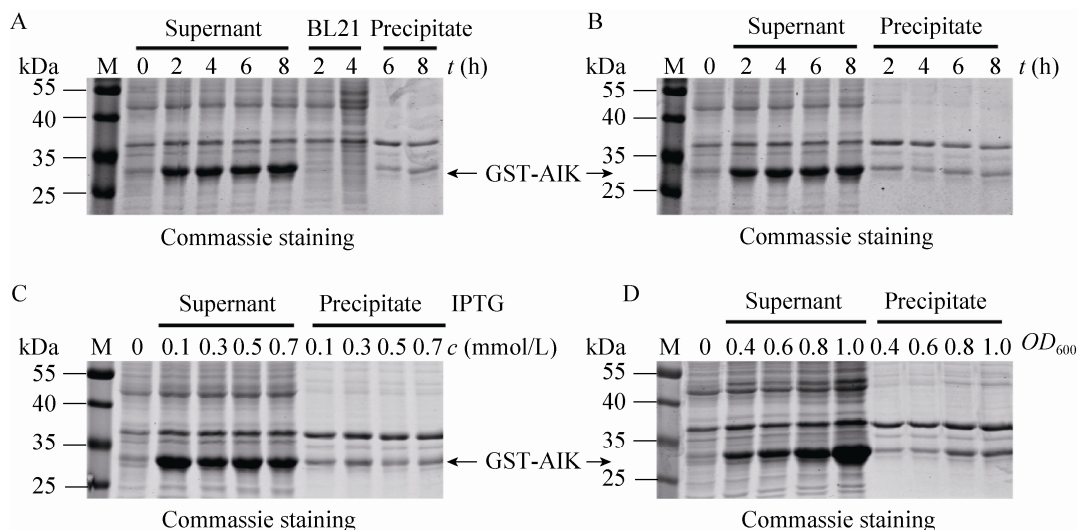 A
Supernant BL21 Precipitate
kDa M 0 2 4 6 8 2 4 6 8 t (h)
55
40
35
25
Commassie staining
B
Supernant Precipitate
kDa M 0 2 4 6 8 2 4 6 8 t (h)
55
40
35
25
Commassie staining
GST-AIK
C
Supernant Precipitate IPTG
kDa M 0 0.1 0.3 0.5 0.7 0.1 0.3 0.5 0.7 c (mmol/L)
55
40
35
25
Commassie staining
D
Supernant Precipitate
kDa M 0 0.4 0.6 0.8 1.0 0.4 0.6 0.8 1.0 OD600
55
40
35
25
Commassie staining
GST-AIK